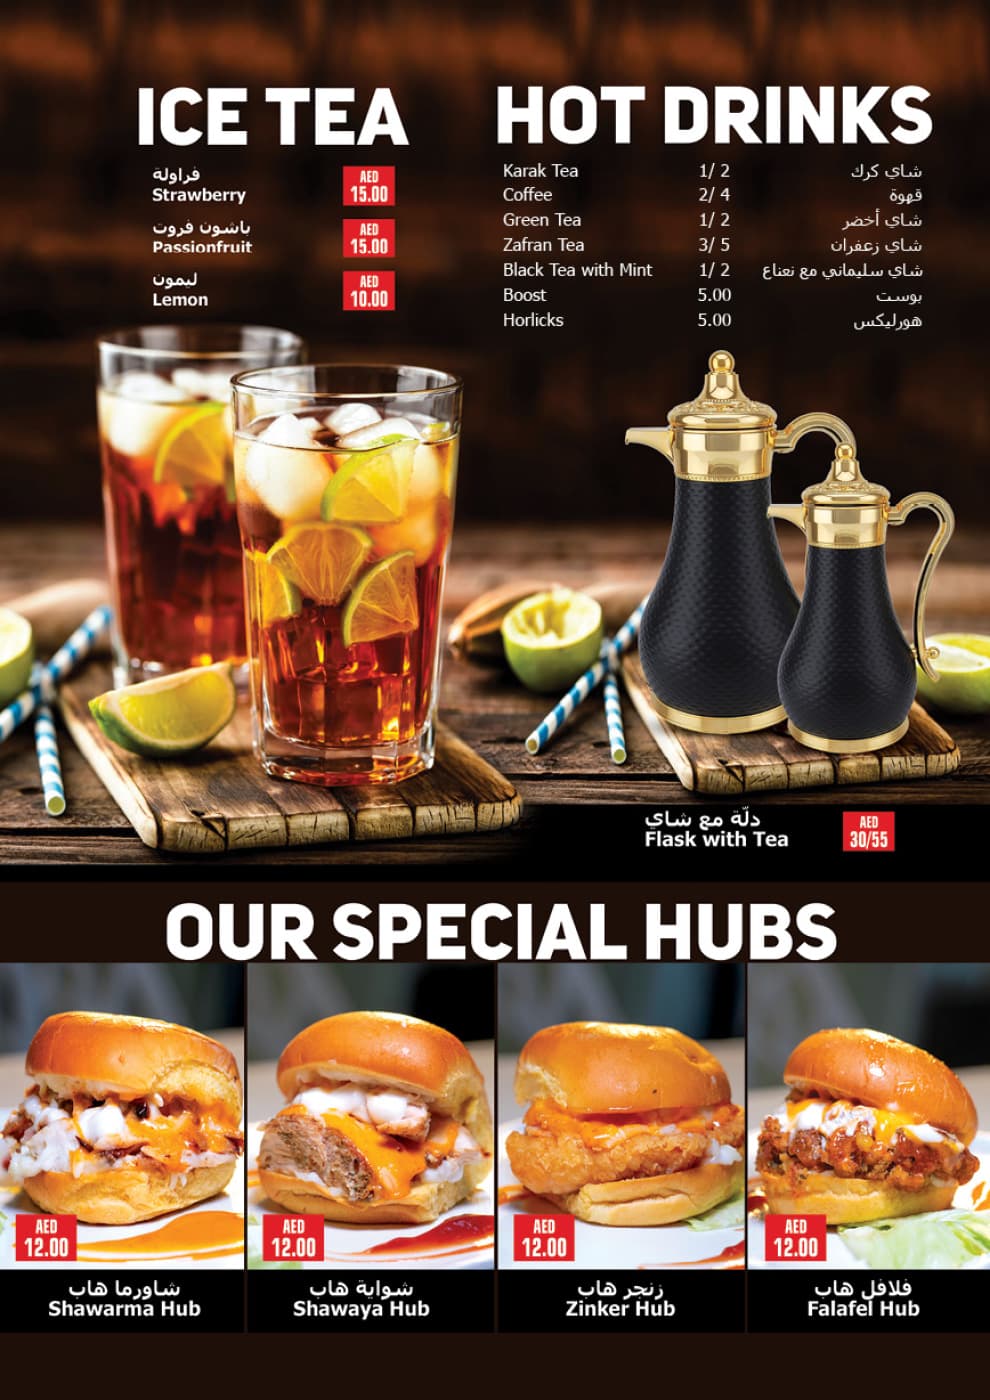 ICE TEA
فراولة
Strawberry
AED
15.00
باشون فروت
Passionfruit
AED
15.00
ليمون
Lemon
AED
10.00
HOT DRINKS
Karak Tea 1/ 2 شاي كرك
Coffee 2/ 4 قهوة
Green Tea 1/ 2 شاي أخضر
Zafran Tea 3/ 5 شاي زعفران
Black Tea with Mint 1/ 2 شاي سليماني مع نعناع
Boost 5.00 بوست
Horlicks 5.00 هورليكس
دلّة مع شاي
Flask with Tea
AED
30/55
OUR SPECIAL HUBS
AED
12.00
شاورما هاب
Shawarma Hub
AED
12.00
شواية هاب
Shawaya Hub
AED
12.00
زنجر هاب
Zinker Hub
AED
12.00
فلافل هاب
Falafel Hub